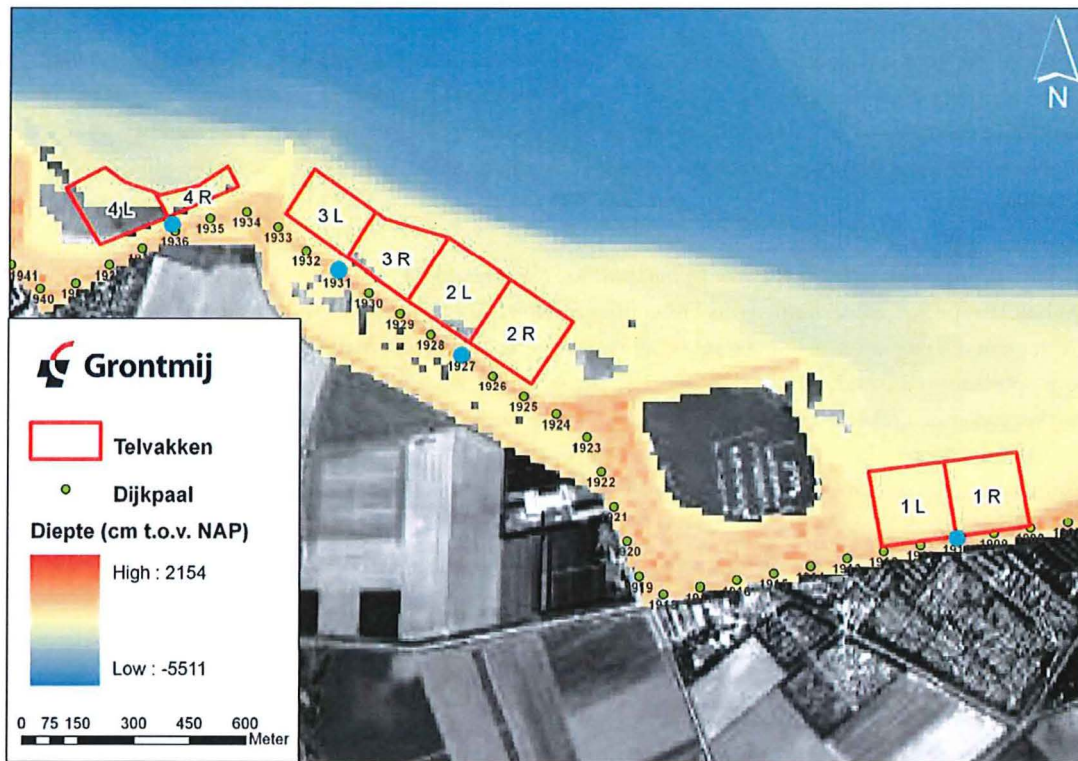 N
4 L
4 R
3 L
3 R
2 L
2 R
1 L
1 R
1941
1936
1935
1934
1933
1932
1931
1930
1929
1928
1927
1926
1925
1924
1923
1922
1921
1920
1919
Grontmij
Telvakken
Dijkpaal
Diepte (cm t.o.v. NAP)
High : 2154
Low : -5511
0 75 150 300 450 600
Meter